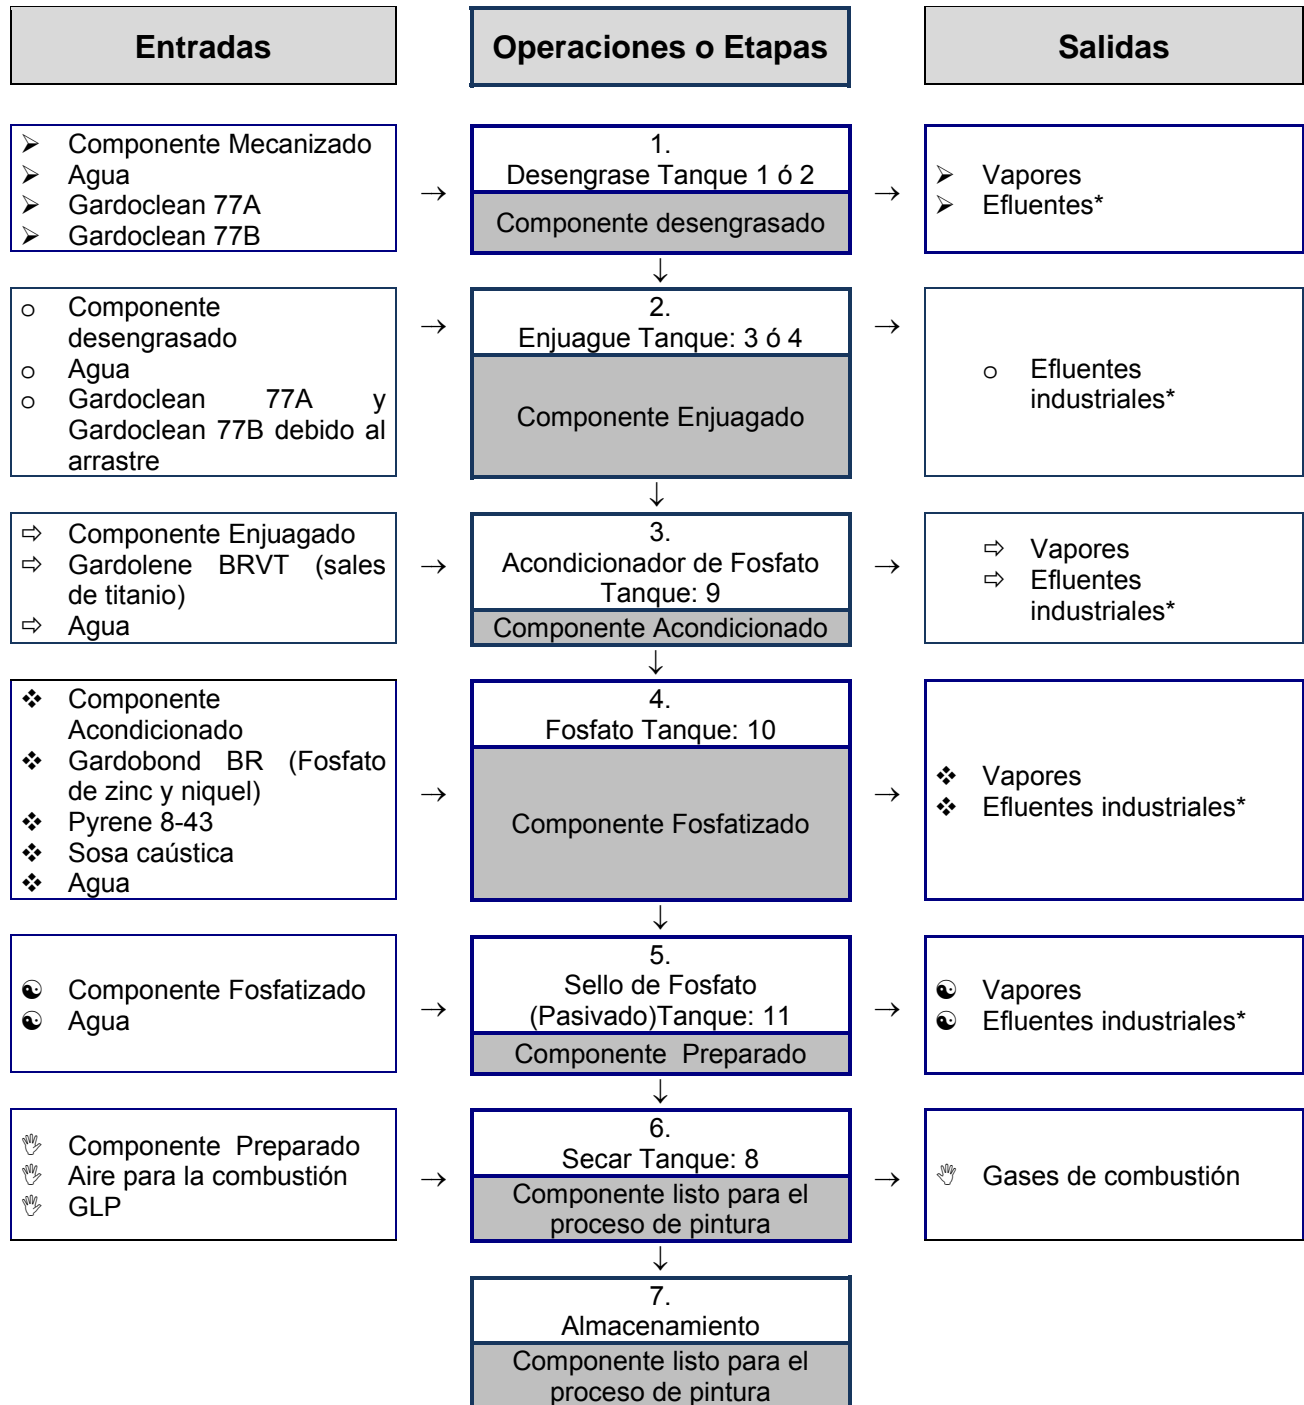 Entradas
Operaciones o Etapas
Salidas
➢ Componente Mecanizado
➢ Agua
➢ Gardoclean 77A
➢ Gardoclean 77B
→
1.
Desengrase Tanque 1 ó 2
Componente desengrasado
→
➢ Vapores
➢ Efluentes*
↓
o Componente
desengrasado
o Agua
o Gardoclean 77A y
Gardoclean 77B debido al
arrastre
→
2.
Enjuague Tanque: 3 ó 4
Componente Enjuagado
→
o Efluentes
industriales*
↓
⇨ Componente Enjuagado
⇨ Gardolene BRVT (sales
de titanio)
⇨ Agua
→
3.
Acondicionador de Fosfato
Tanque: 9
Componente Acondicionado
→
⇨ Vapores
⇨ Efluentes
industriales*
↓
❖ Componente
Acondicionado
❖ Gardobond BR (Fosfato
de zinc y niquel)
❖ Pyrene 8-43
❖ Sosa caústica
❖ Agua
→
4.
Fosfato Tanque: 10
Componente Fosfatizado
→
❖ Vapores
❖ Efluentes industriales*
↓
☯ Componente Fosfatizado
☯ Agua
→
5.
Sello de Fosfato
(Pasivado)Tanque: 11
Componente Preparado
→
☯ Vapores
☯ Efluentes industriales*
↓
🖑 Componente Preparado
🖑 Aire para la combustión
🖑 GLP
→
6.
Secar Tanque: 8
Componente listo para el
proceso de pintura
→
🖑 Gases de combustión
↓
7.
Almacenamiento
Componente listo para el
proceso de pintura